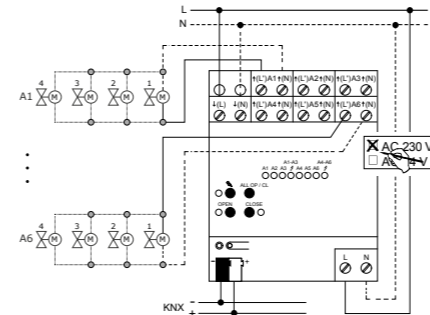 L
N
4 3 2 1
A1 M M M M
↑(L')A1↑(N) ↑(L')A2↑(N) ↑(L')A3↑(N)
↓(L) ↓(N) ↑(L')A4↑(N) ↑(L')A5↑(N) ↑(L')A6↑(N)
AC 230 V
A1-A3 A4-A6
A1 A2 A3 A4 A5 A6
ALL OP / CL
OPEN CLOSE
4 3 2 1
A6 M M M M
- +
L N
KNX -
+